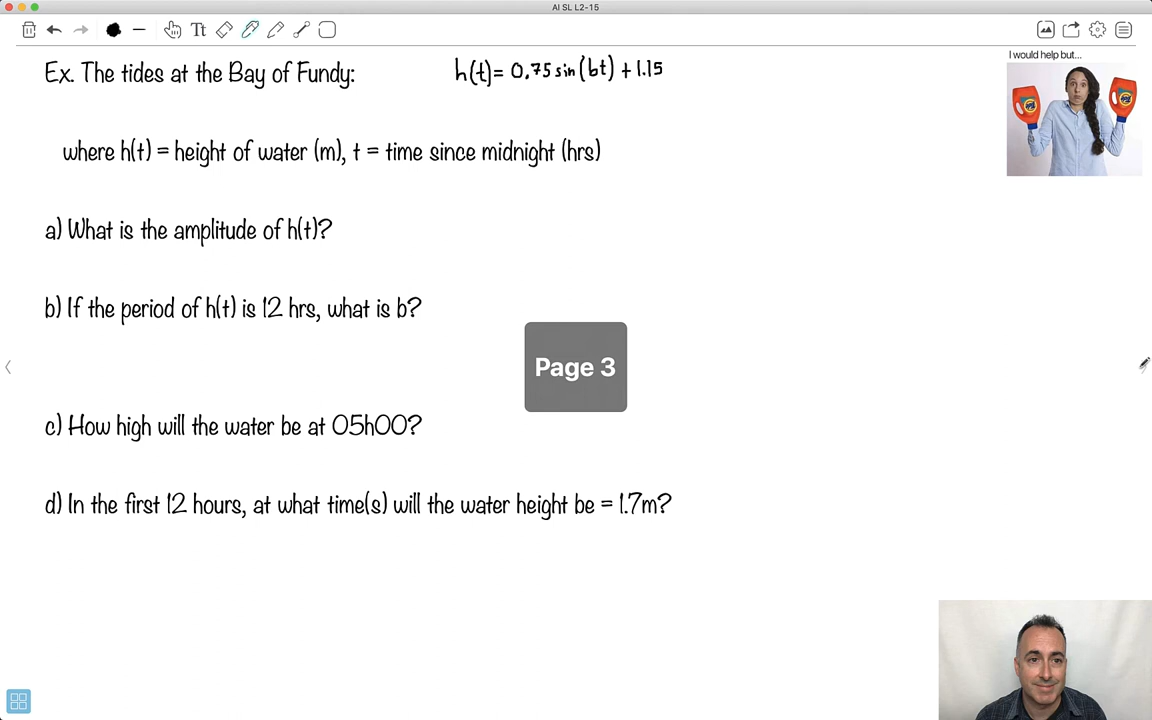 AI SL L2-15
Tt
I would help but...
Ex. The tides at the Bay of Fundy: h(t)= 0.75 sin(bt) + 1.15
where h(t) = height of water (m), t = time since midnight (hrs)
a) What is the amplitude of h(t)?
b) If the period of h(t) is 12 hrs, what is b?
Page 3
c) How high will the water be at 05h00?
d) In the first 12 hours, at what time(s) will the water height be = 1.7m?